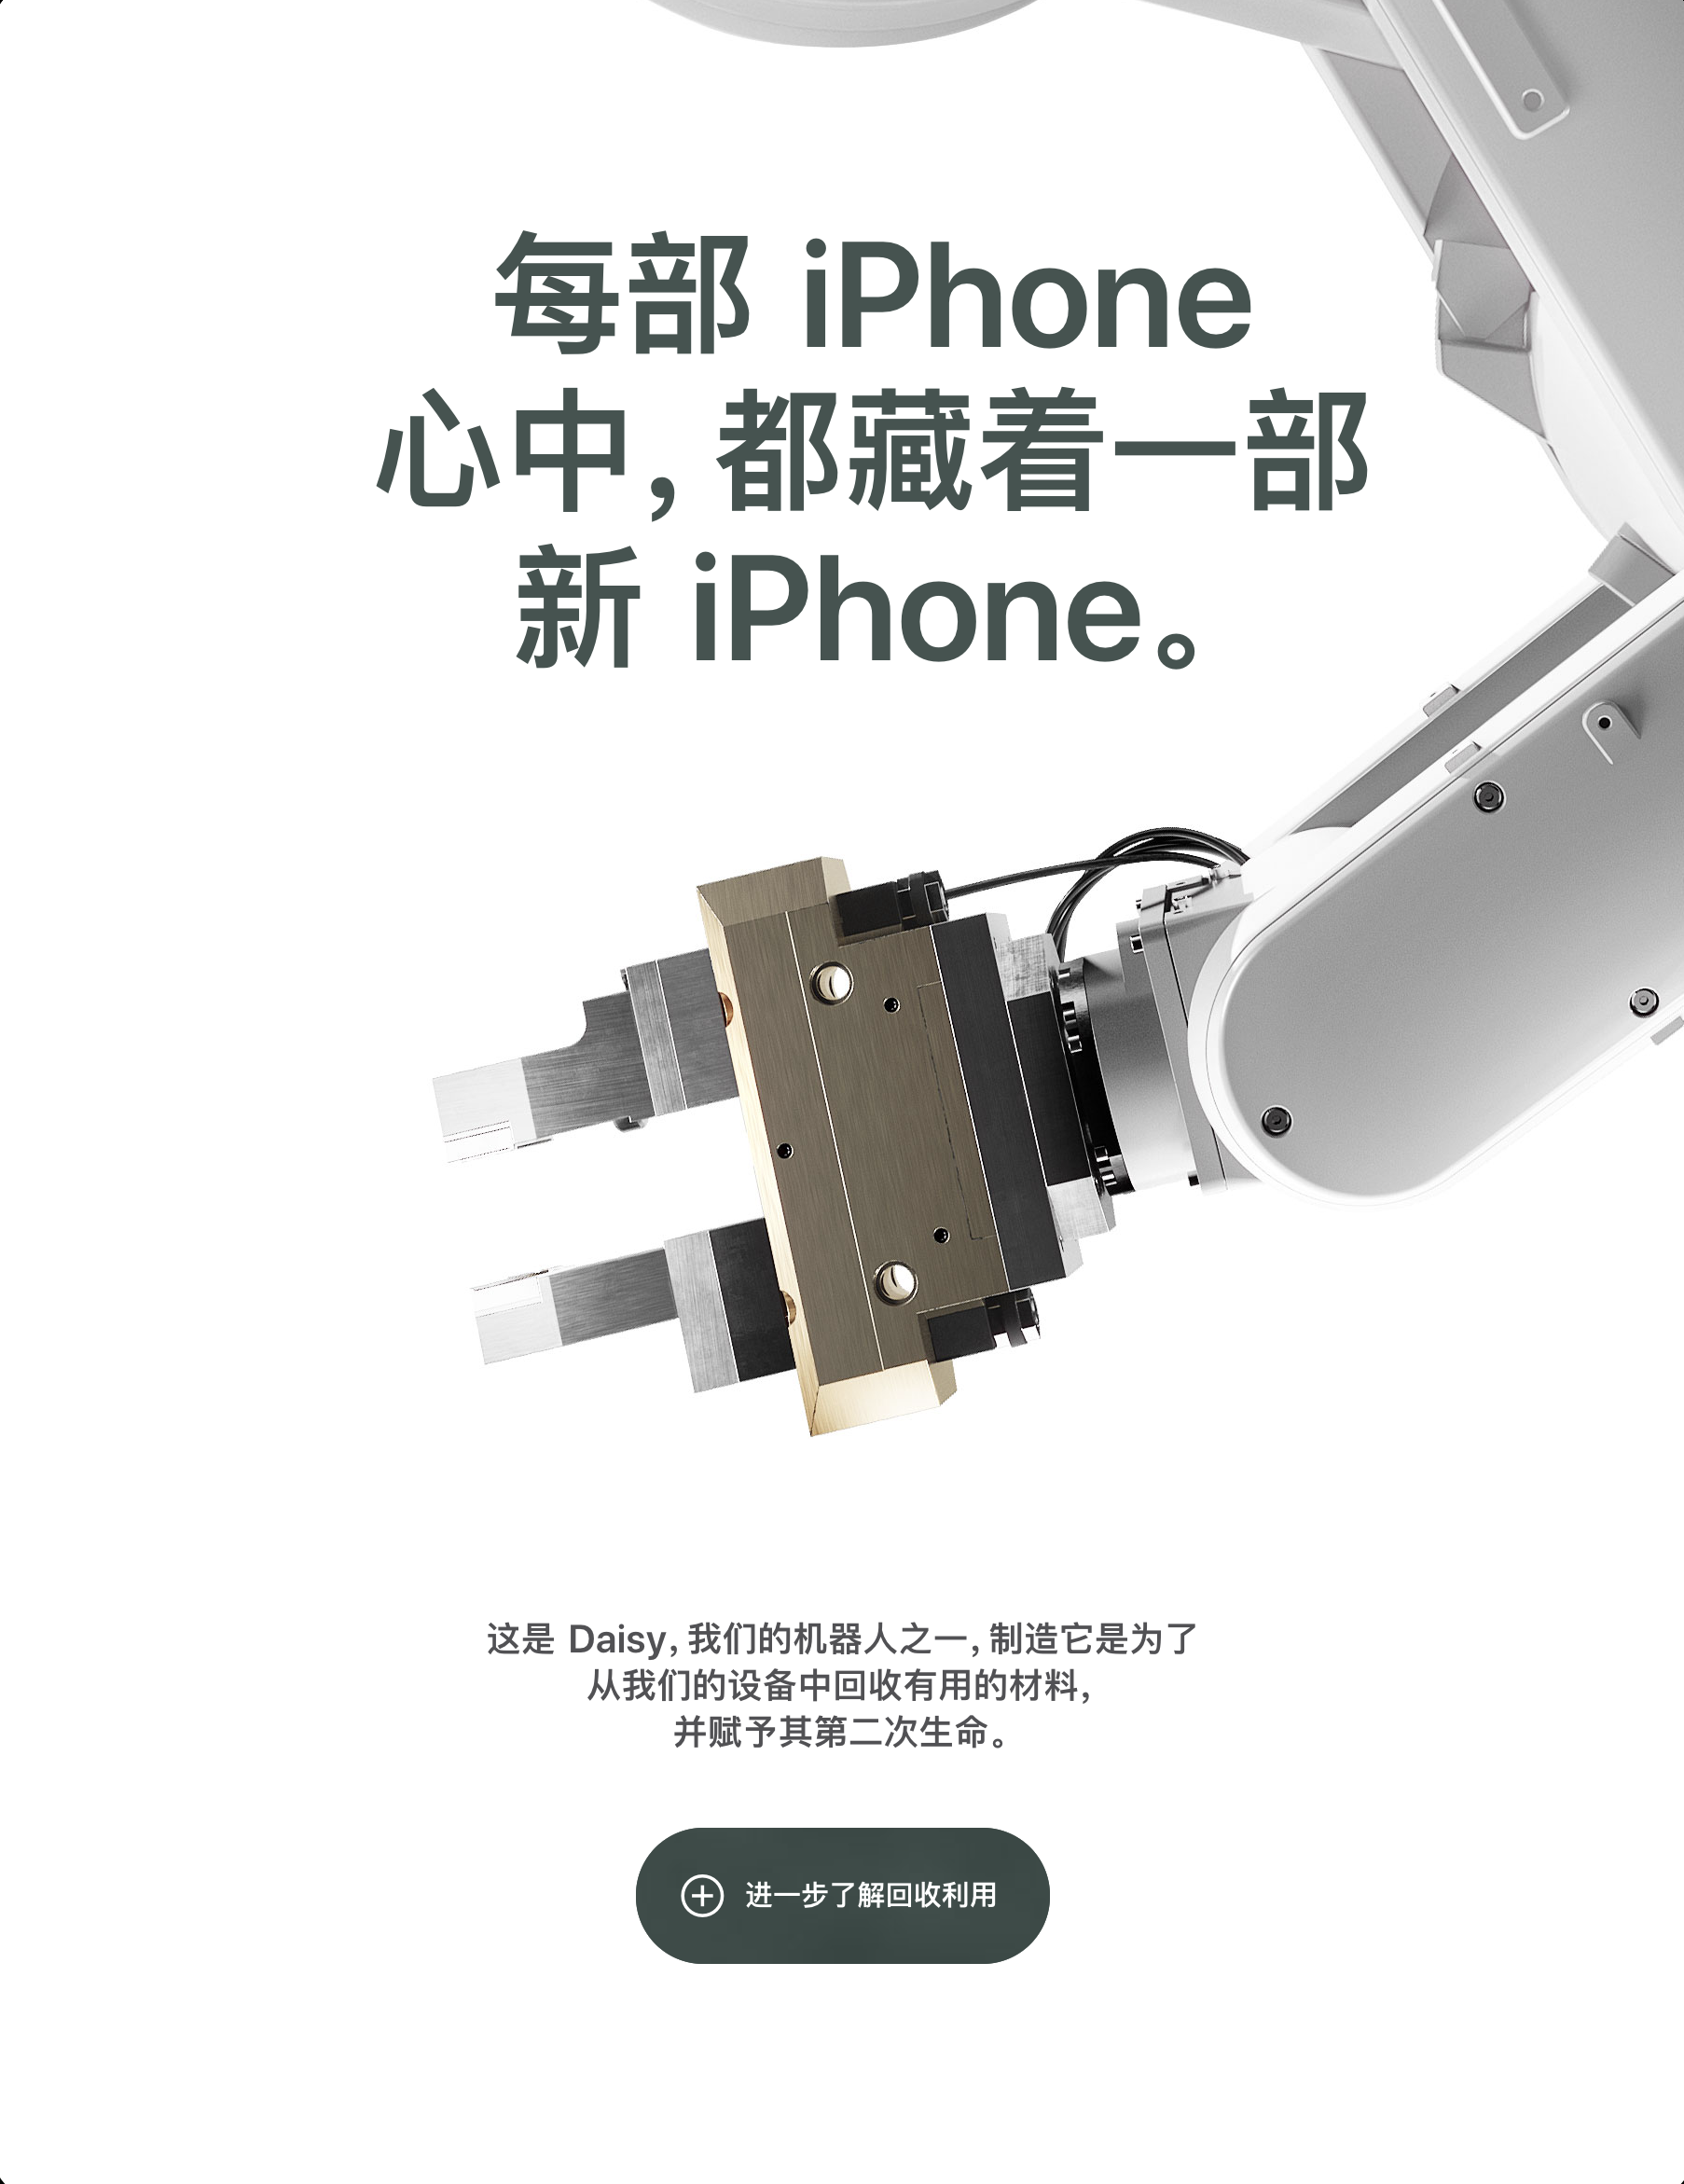 每部 iPhone
心中，都藏着一部
新 iPhone。
这是 Daisy，我们的机器人之一，制造它是为了
从我们的设备中回收有用的材料，
并赋予其第二次生命。
进一步了解回收利用